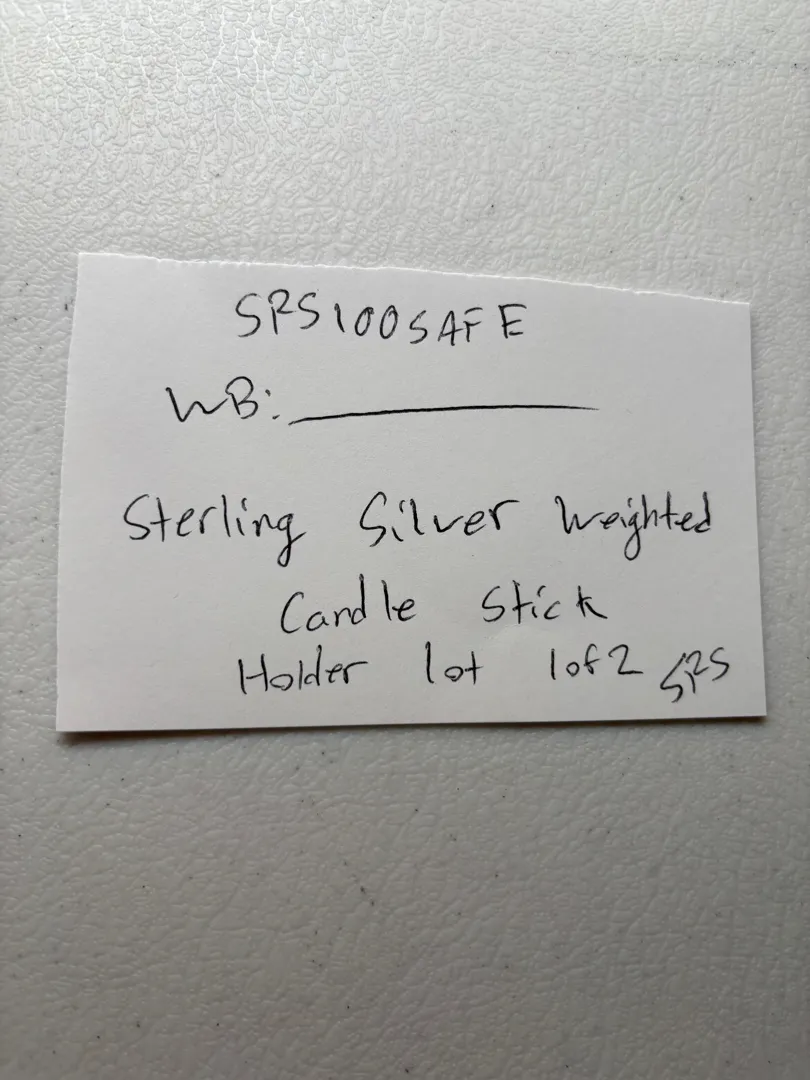 SRS100SAFE
WB:
Sterling Silver Weighted
Candle Stick
Holder lot 1of2 SRS